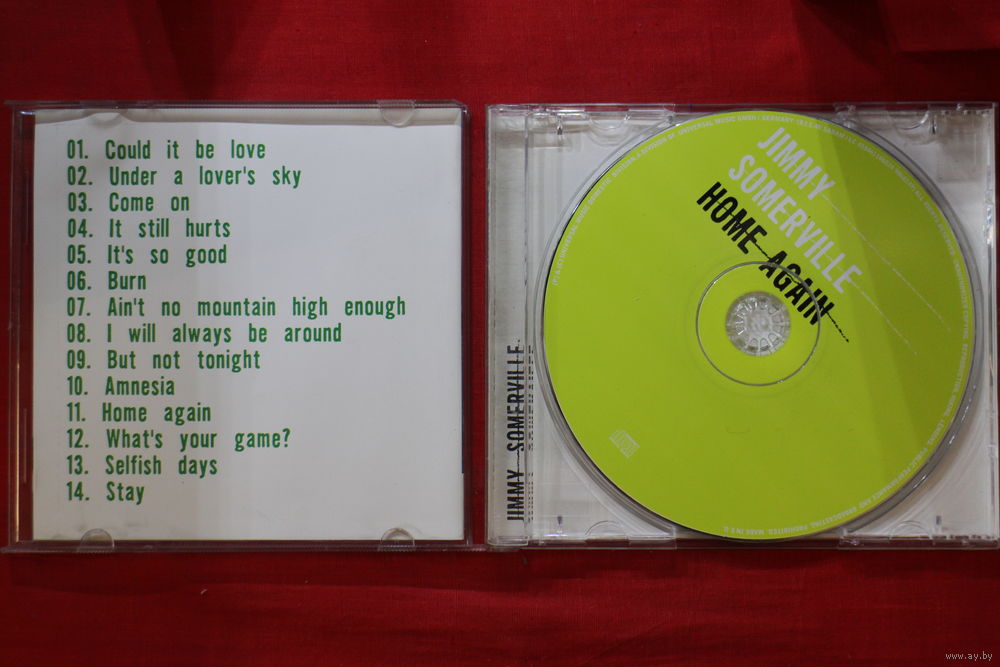 01. Could it be love
02. Under a lover's sky
03. Come on
04. It still hurts
05. It's so good
06. Burn
07. Ain't no mountain high enough
08. I will always be around
09. But not tonight
10. Amnesia
11. Home again
12. What's your game?
13. Selfish days
14. Stay
JIMMY SOMERVILLE
JIMMY
SOMERVILLE
HOME AGAIN
www.ay.by